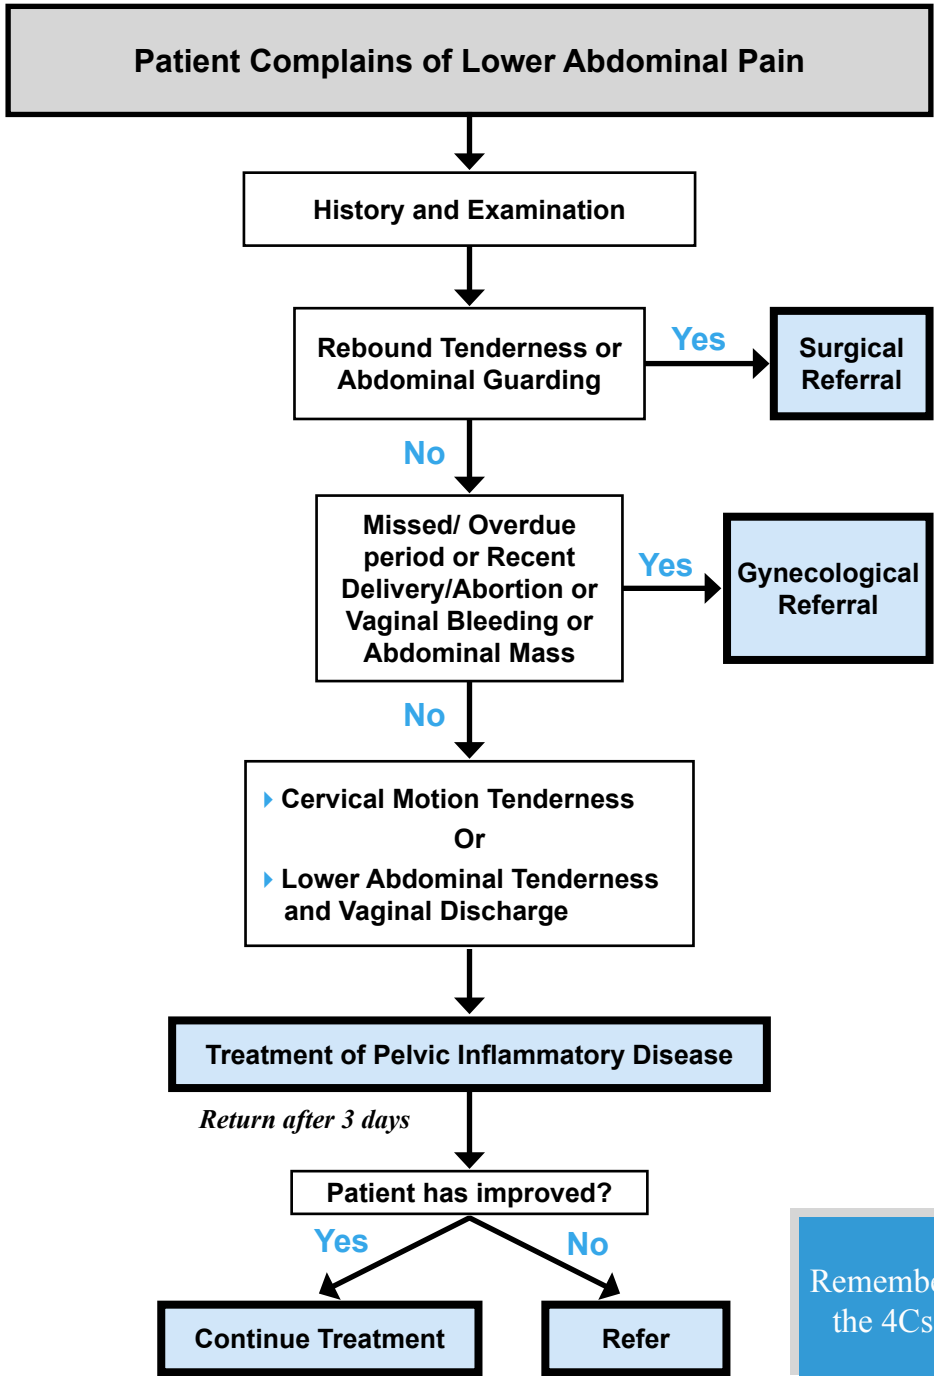 Patient Complains of Lower Abdominal Pain
History and Examination
Rebound Tenderness or
Abdominal Guarding
Yes
Surgical
Referral
No
Missed/ Overdue
period or Recent
Delivery/Abortion or
Vaginal Bleeding or
Abdominal Mass
Yes
Gynecological
Referral
No
Cervical Motion Tenderness
Or
Lower Abdominal Tenderness
and Vaginal Discharge
Treatment of Pelvic Inflammatory Disease
Return after 3 days
Patient has improved?
Yes
No
Continue Treatment
Refer
the 4Cs